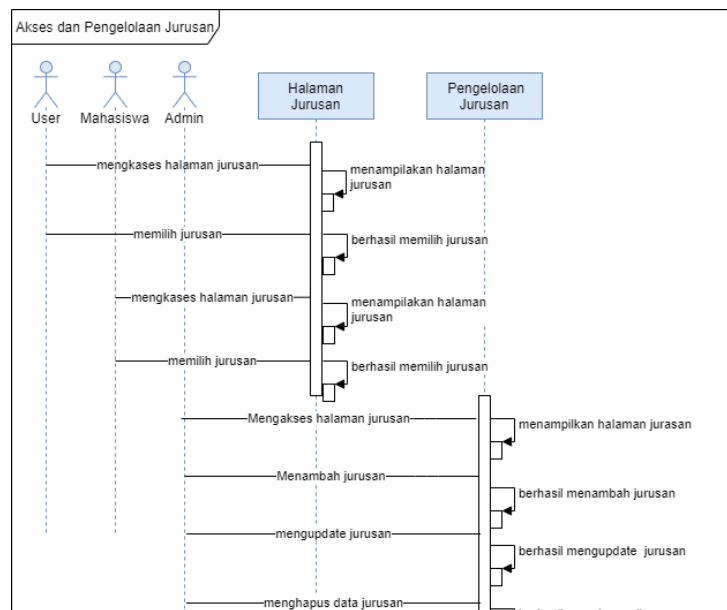 Akses dan Pengelolaan Jurusan
User
Mahasiswa
Admin
Halaman
Jurusan
Pengelolaan
Jurusan
mengkases halaman jurusan
menampilakan halaman
jurusan
memilih jurusan
berhasil memilih jurusan
mengkases halaman jurusan
menampilakan halaman
jurusan
memilih jurusan
berhasil memilih jurusan
Mengakses halaman jurusan
menampilkan halaman jurasan
Menambah jurusan
berhasil menambah jurusan
mengupdate jurusan
berhasil mengupdate  jurusan
menghapus data jurusan